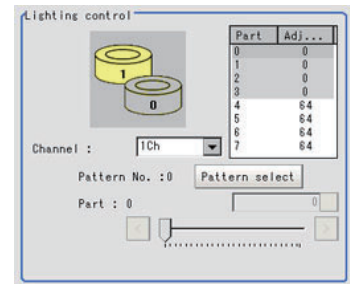 Lighting control
Part Adj...
0 0
1 0
2 0
3 0
4 64
5 64
6 64
7 64
1
0
Channel : 1Ch
Pattern No. :0 Pattern select
Part : 0 0
< >